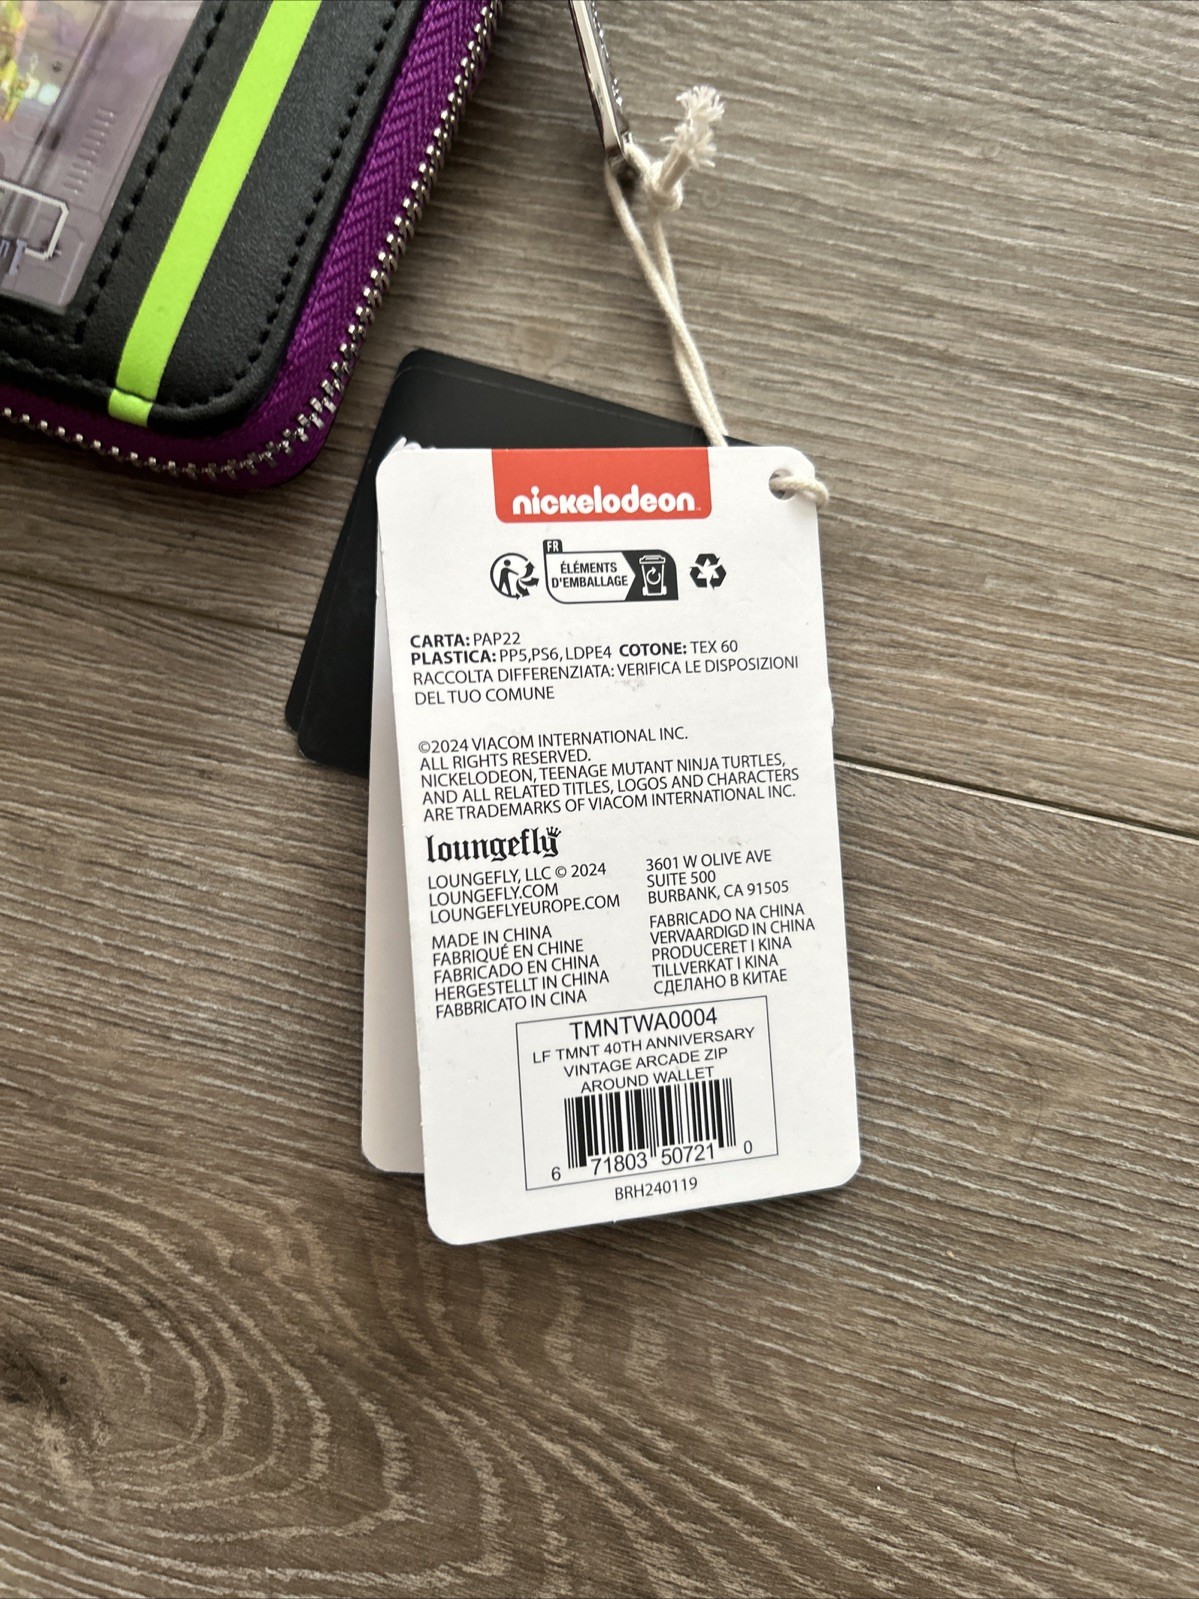 nickelodeon
FR
ÉLÉMENTS
D'EMBALLAGE
CARTA: PAP22
PLASTICA: PP5,PS6, LDPE4 COTONE: TEX 60
RACCOLTA DIFFERENZIATA: VERIFICA LE DISPOSIZIONI
DEL TUO COMUNE
©2024 VIACOM INTERNATIONAL INC.
ALL RIGHTS RESERVED.
NICKELODEON, TEENAGE MUTANT NINJA TURTLES,
AND ALL RELATED TITLES, LOGOS AND CHARACTERS
ARE TRADEMARKS OF VIACOM INTERNATIONAL INC.
loungefly
LOUNGEFLY, LLC © 2024
LOUNGEFLY.COM
LOUNGEFLYEUROPE.COM
3601 W OLIVE AVE
SUITE 500
BURBANK, CA 91505
MADE IN CHINA
FABRIQUÉ EN CHINE
FABRICADO EN CHINA
HERGESTELLT IN CHINA
FABBRICATO IN CINA
FABRICADO NA CHINA
VERVAARDIGD IN CHINA
PRODUCERET I KINA
TILLVERKAT I KINA
СДЕЛАНО В КИТАЕ
TMNTWA0004
LF TMNT 40TH ANNIVERSARY
VINTAGE ARCADE ZIP
AROUND WALLET
6 71803 50721 0
BRH240119